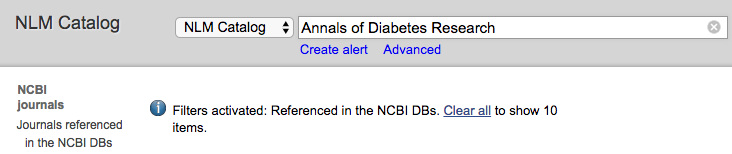 NLM Catalog
NLM Catalog
Annals of Diabetes Research
Create alert Advanced
NCBI
journals
Journals referenced
in the NCBI DBs
Filters activated: Referenced in the NCBI DBs. Clear all to show 10
items.